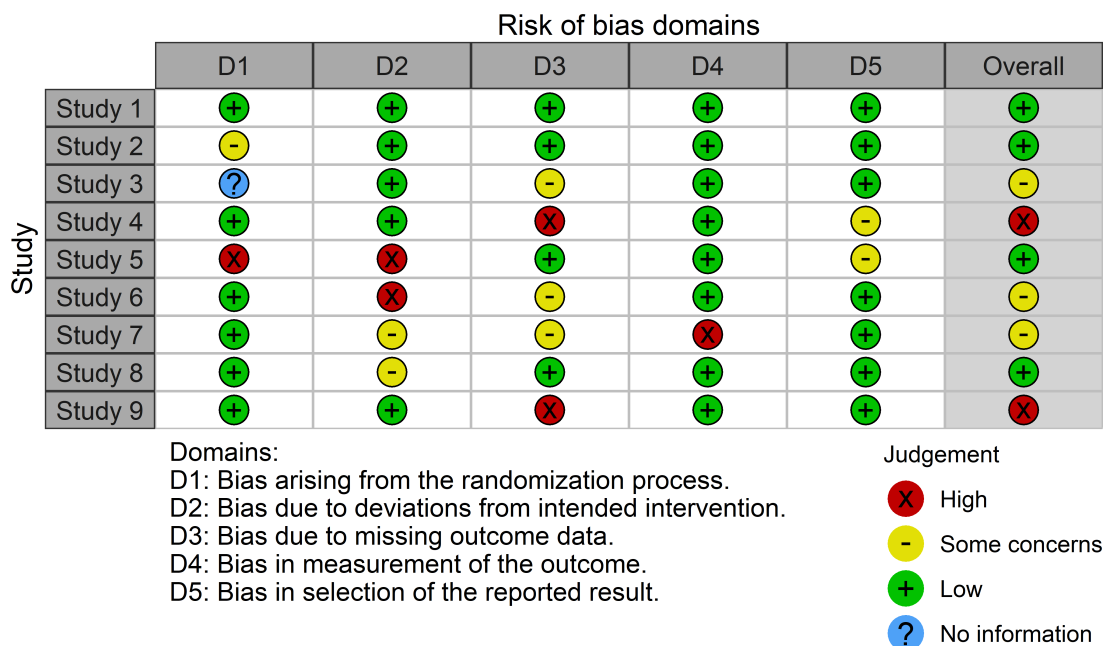 Risk of bias domains
D1 D2 D3 D4 D5 Overall
Study
Study 1 + + + + + +
Study 2 - + + + + +
Study 3 ? + - + + -
Study 4 + + X + - X
Study 5 X X + + - +
Study 6 + X - + + -
Study 7 + - - X + -
Study 8 + - + + + +
Study 9 + + X + + X
Domains:
D1: Bias arising from the randomization process.
D2: Bias due to deviations from intended intervention.
D3: Bias due to missing outcome data.
D4: Bias in measurement of the outcome.
D5: Bias in selection of the reported result.
Judgement
X High
- Some concerns
+ Low
? No information